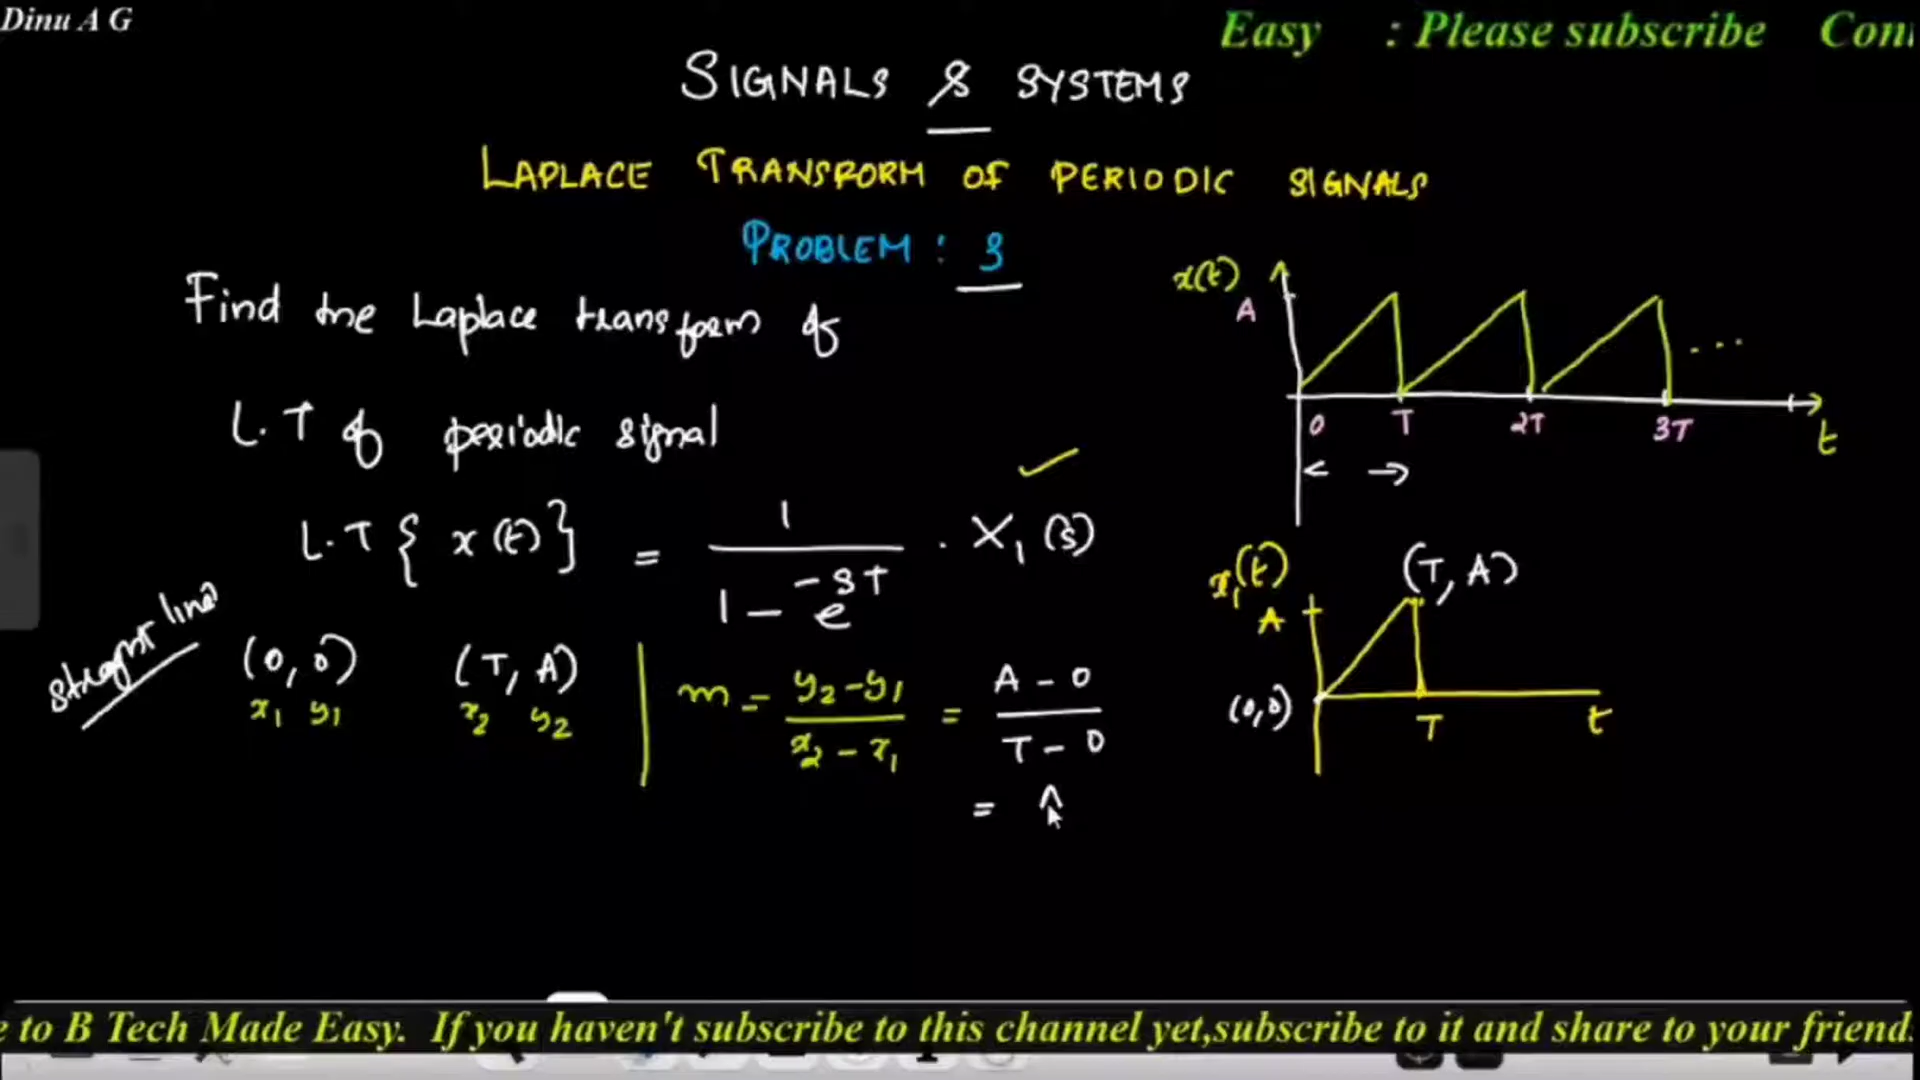 Dinu A G
Easy : Please subscribe
SIGNALS & SYSTEMS
LAPLACE TRANSFORM OF PERIODIC SIGNALS
PROBLEM : 3
Find the Laplace transform of
x(t)
A
0 T 2T 3T
t
...
L.T of periodic signal
L.T { x(t) } = 1 / 1 - e^-sT . X₁(s)
straight line
(0, 0) (T, A)
x₁ y₁ x₂ y₂
m = y₂-y₁ / x₂-x₁ = A - 0 / T - 0
=
x₁(t)
A
(T, A)
(0,0)
T t
e to B Tech Made Easy. If you haven't subscribe to this channel yet,subscribe to it and share to your friend